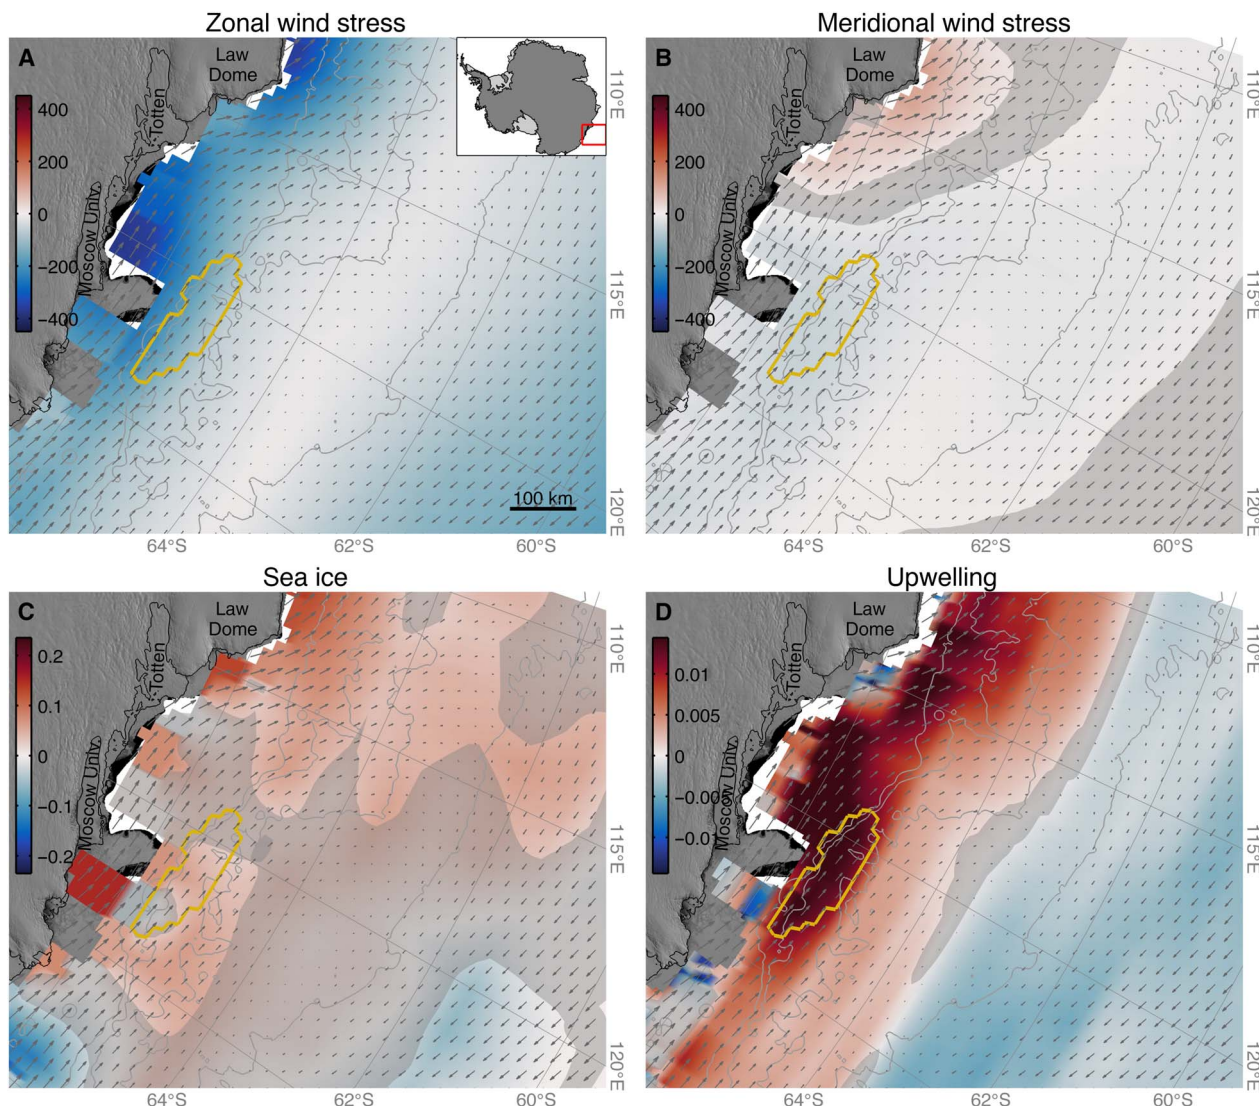 Zonal wind stress
A
Law
Dome
Totten
Moscow Univ.
400
200
0
−200
−400
100 km
110°E
115°E
120°E
64°S
62°S
60°S
Meridional wind stress
B
Law
Dome
Totten
Moscow Univ.
400
200
0
−200
−400
110°E
115°E
120°E
64°S
62°S
60°S
Sea ice
C
Law
Dome
Totten
Moscow Univ.
0.2
0.1
0
−0.1
−0.2
110°E
115°E
120°E
64°S
62°S
60°S
Upwelling
D
Law
Dome
Totten
Moscow Univ.
0.01
0.005
0
−0.005
−0.01
110°E
115°E
120°E
64°S
62°S
60°S